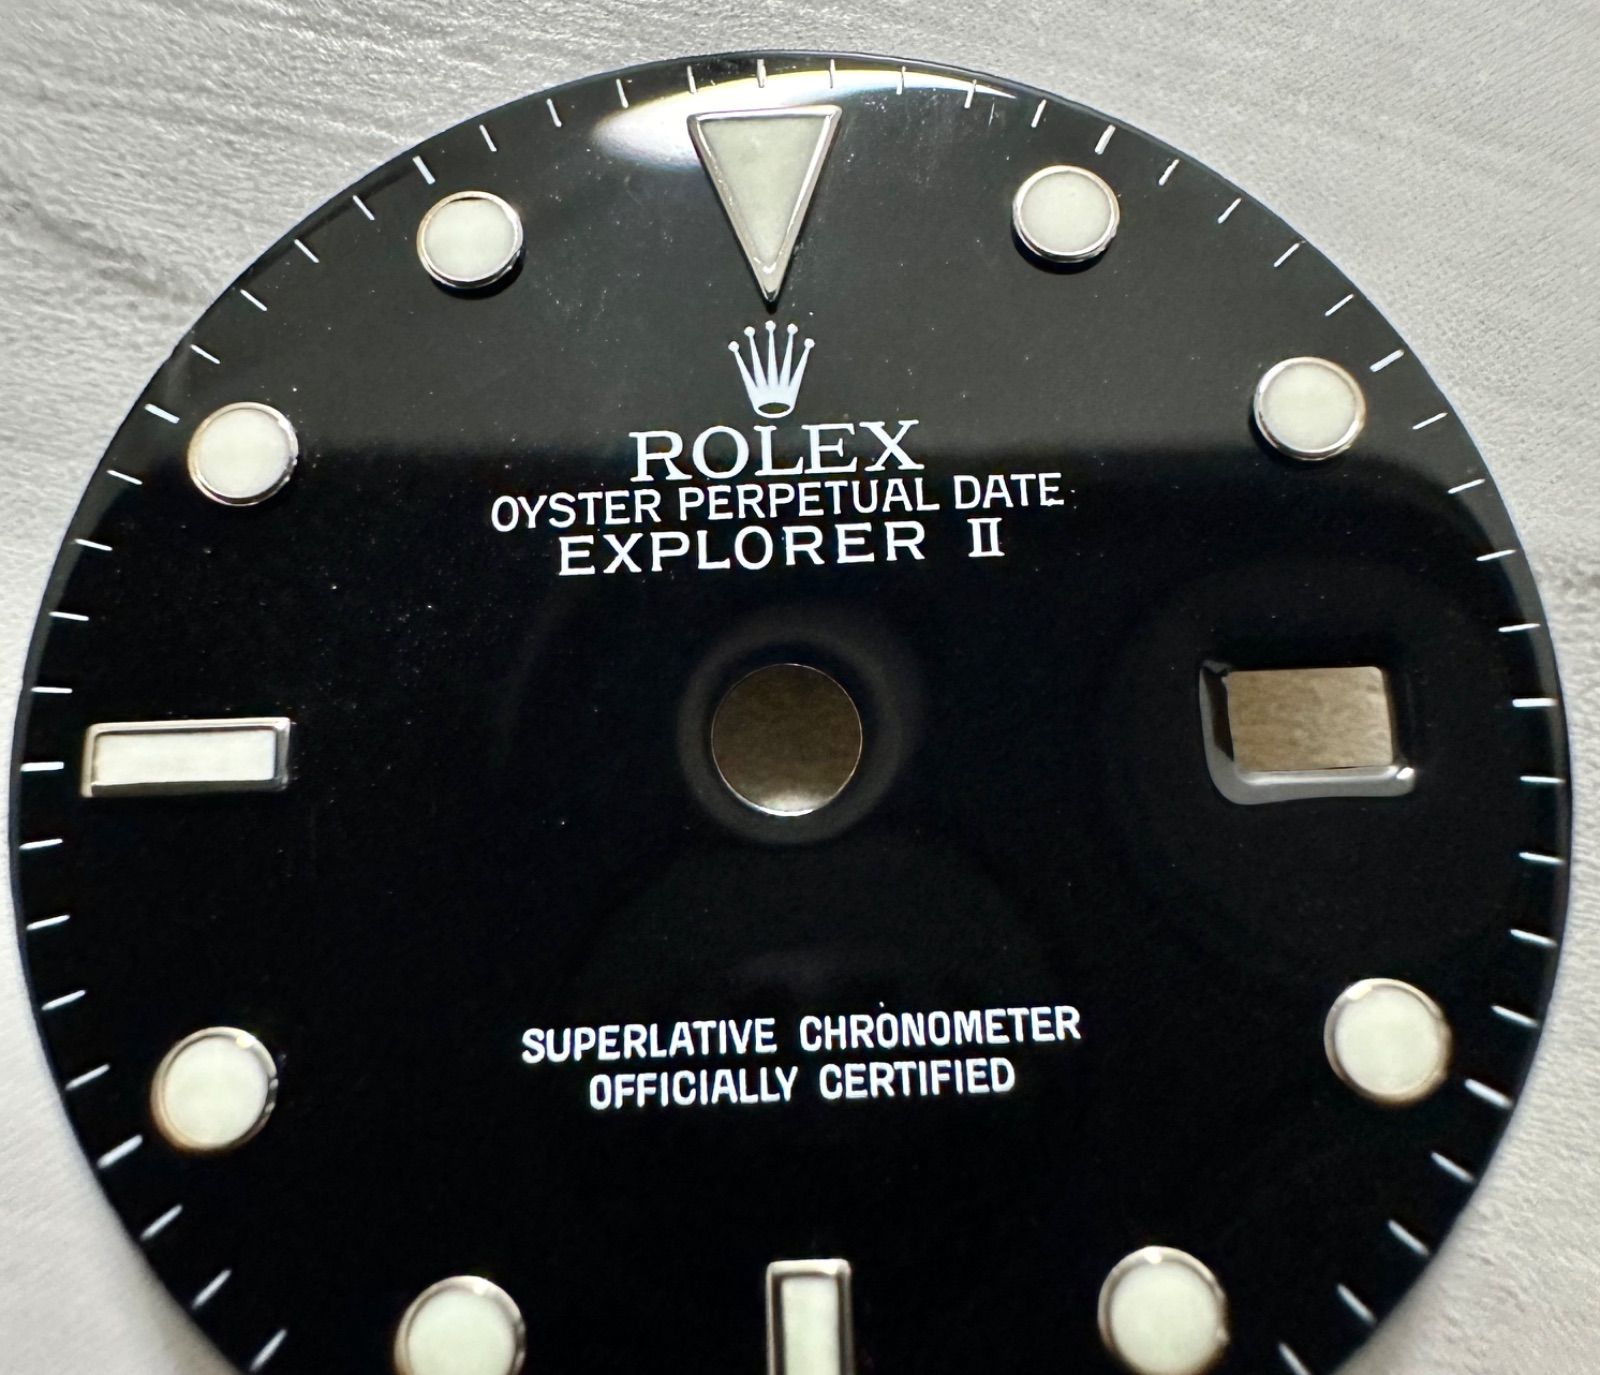 ROLEX
OYSTER PERPETUAL DATE
EXPLORER II
SUPERLATIVE CHRONOMETER
OFFICIALLY CERTIFIED